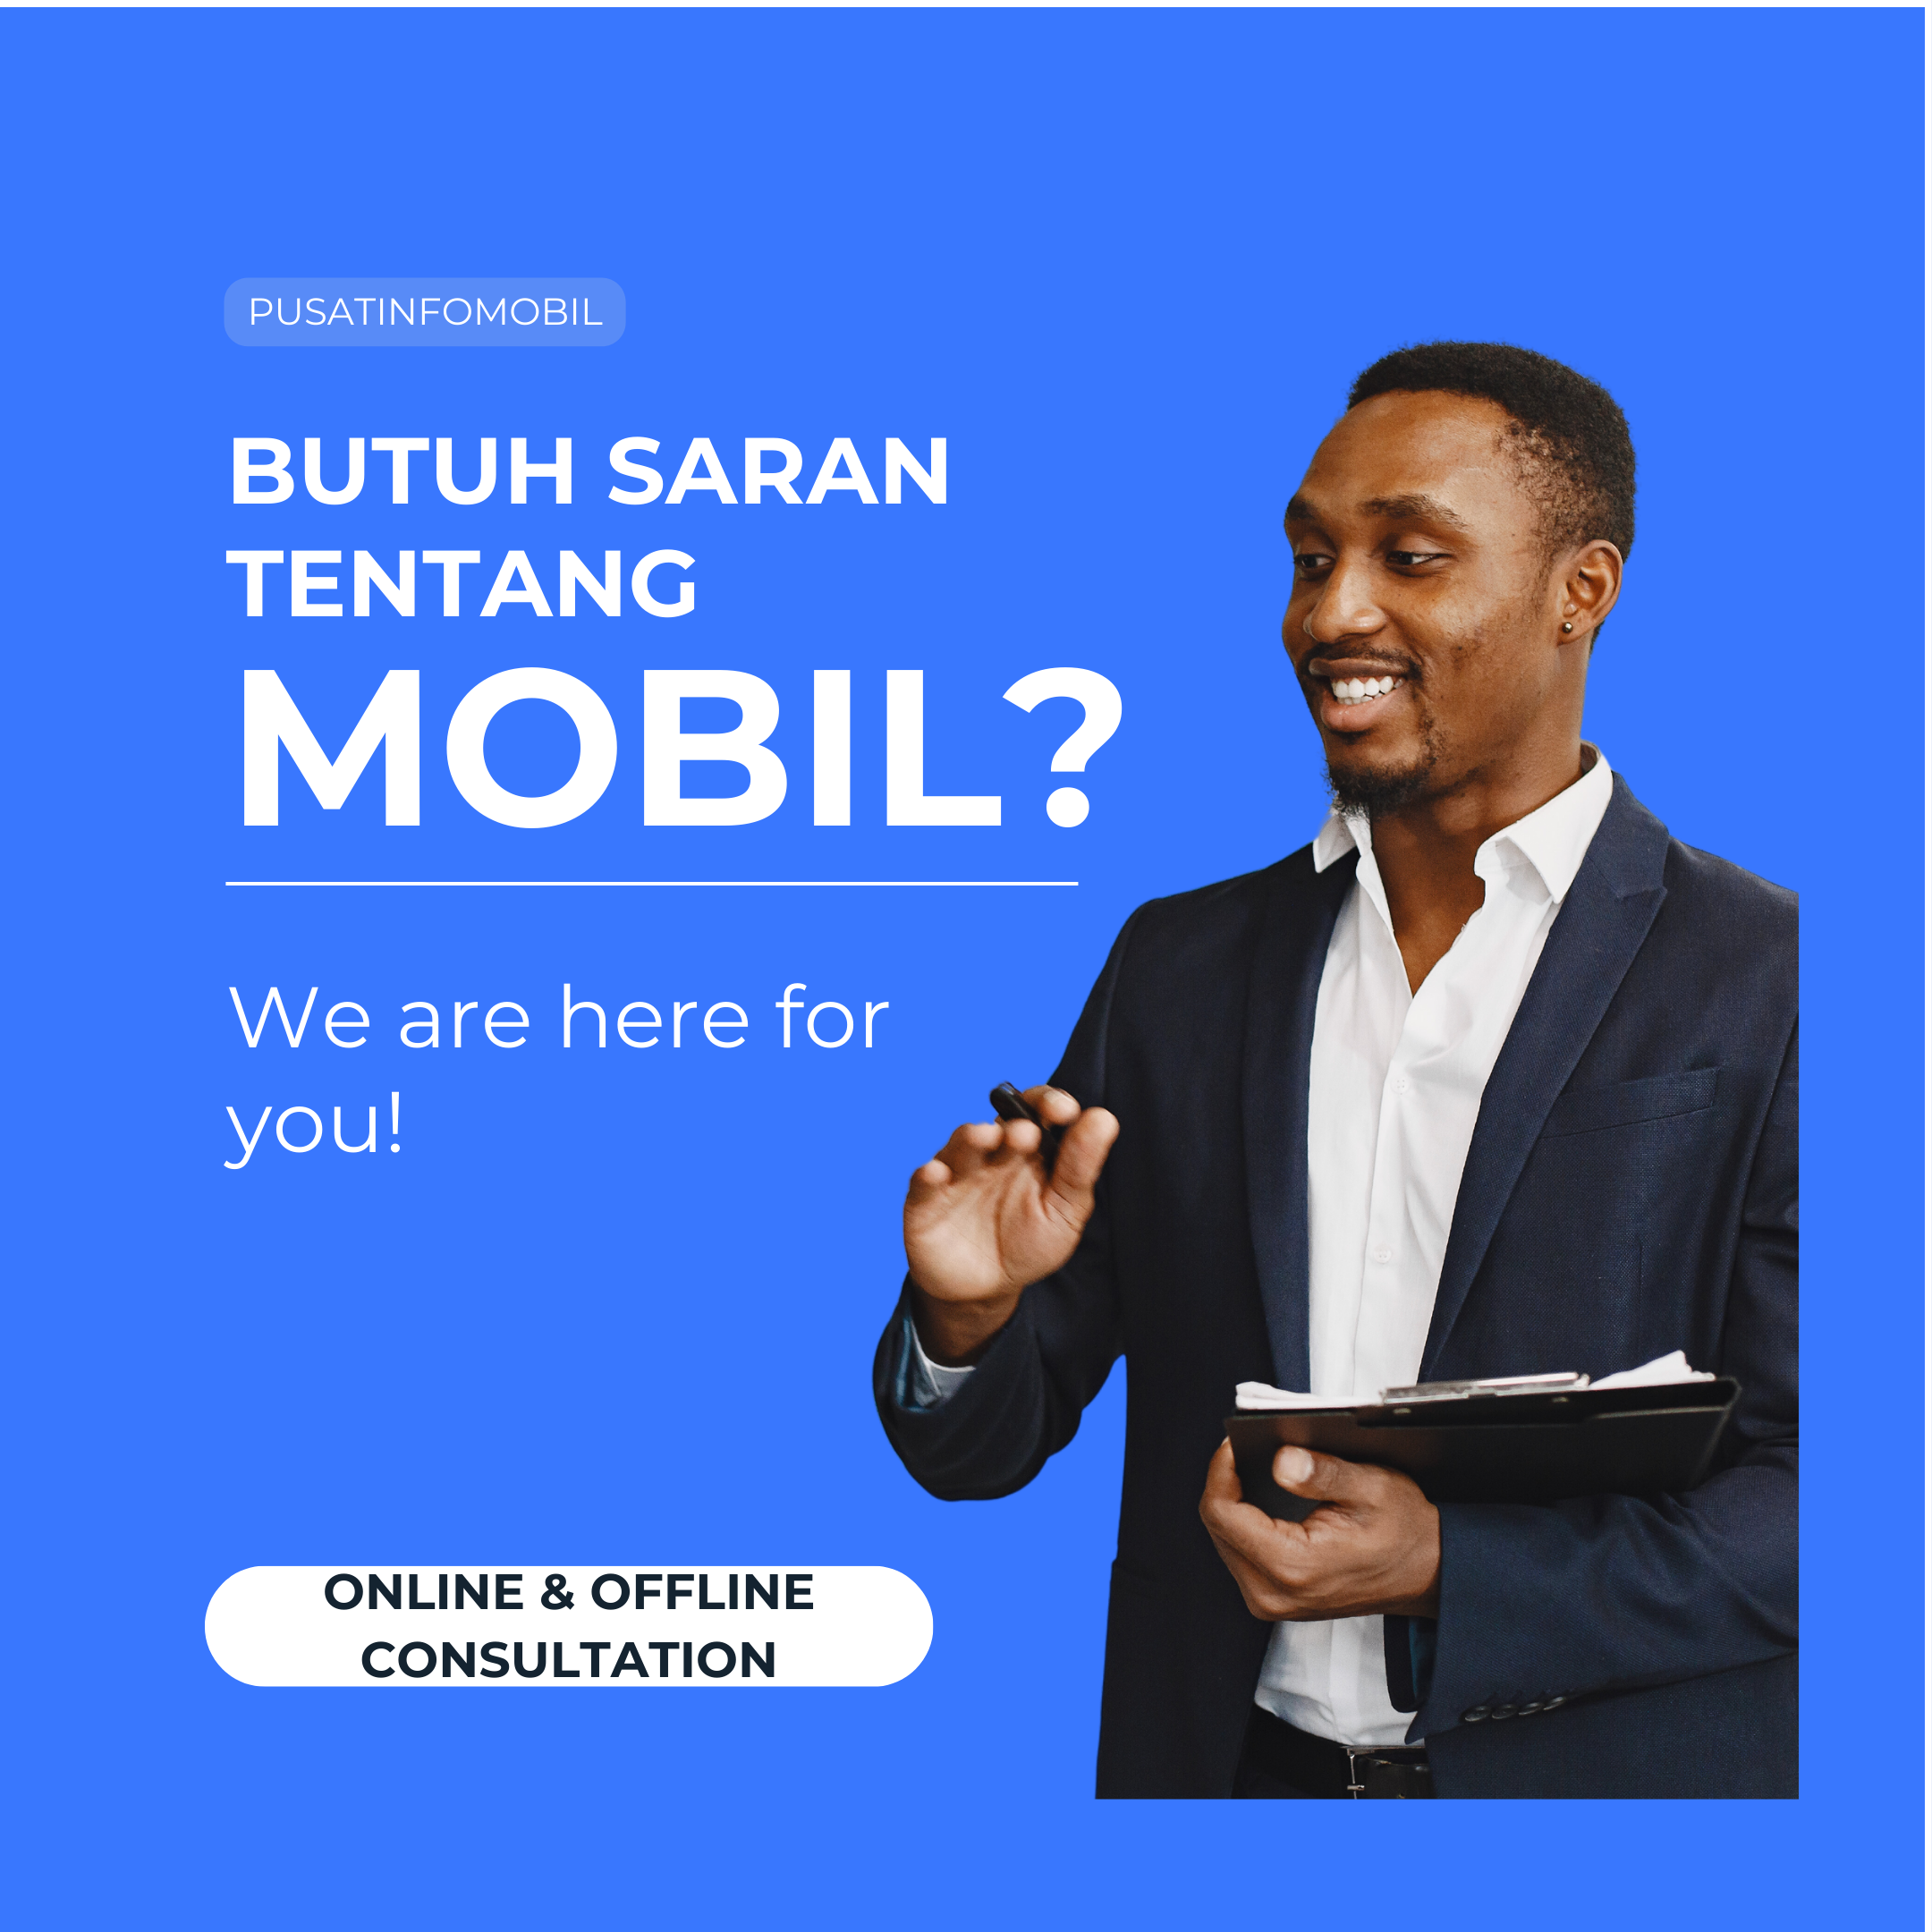 PUSATINFOMOBIL
BUTUH SARAN
TENTANG
MOBIL?
We are here for
you!
ONLINE & OFFLINE
CONSULTATION